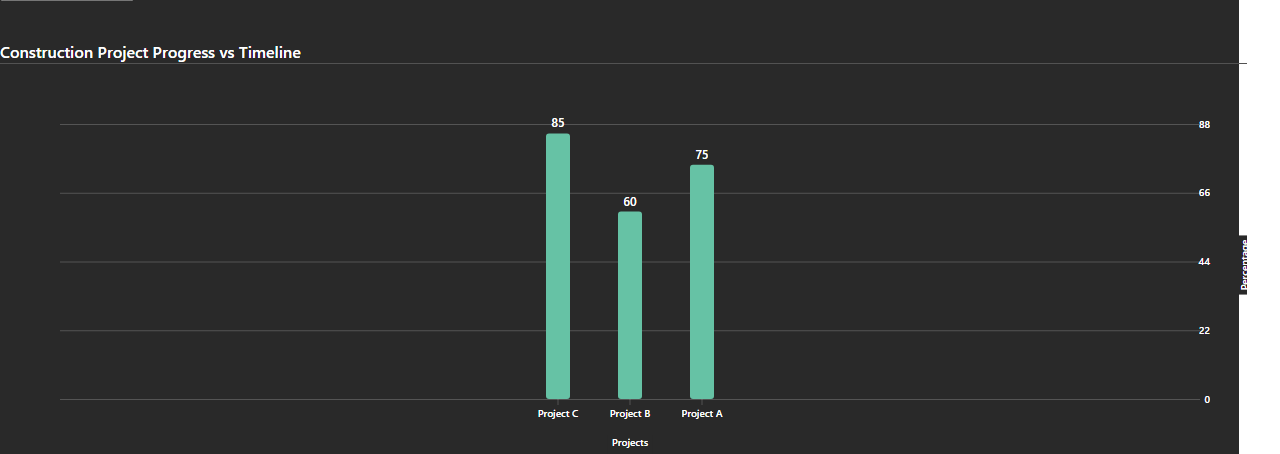 Construction Project Progress vs Timeline
85
60
75
88
66
44
22
0
Percentage
Project C
Project B
Project A
Projects